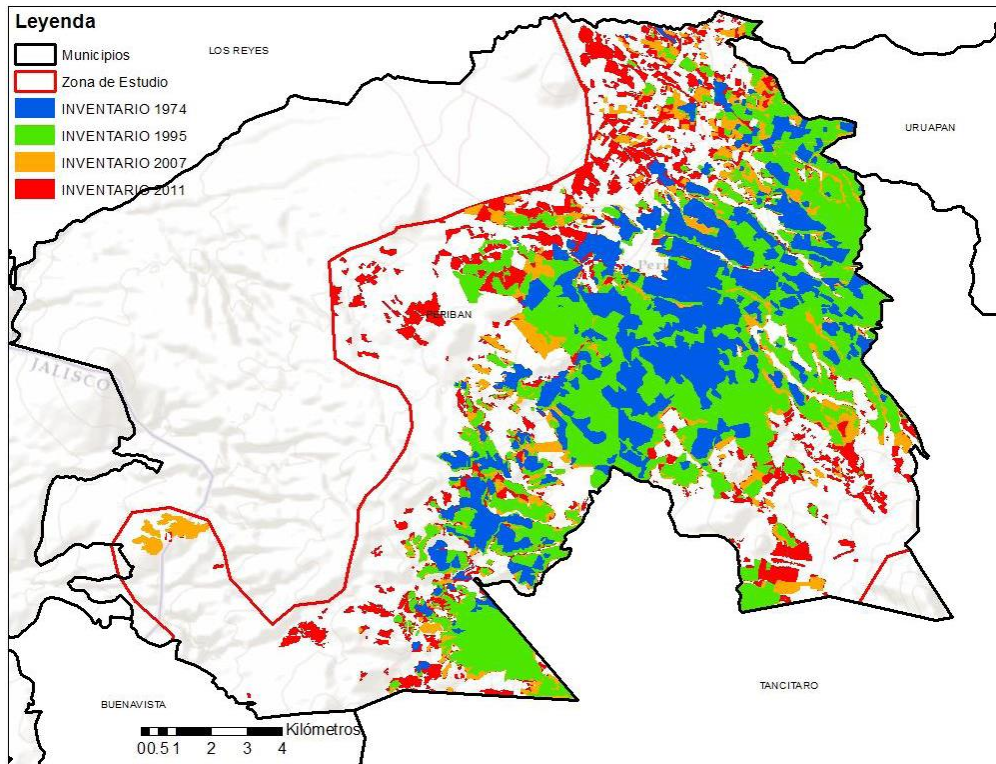 Leyenda
Municipios
Zona de Estudio
INVENTARIO 1974
INVENTARIO 1995
INVENTARIO 2007
INVENTARIO 2011
LOS REYES
URUAPAN
PERIBAN
JALISCO
BUENAVISTA
TANCITARO
Kilómetros
0 0.5 1 2 3 4